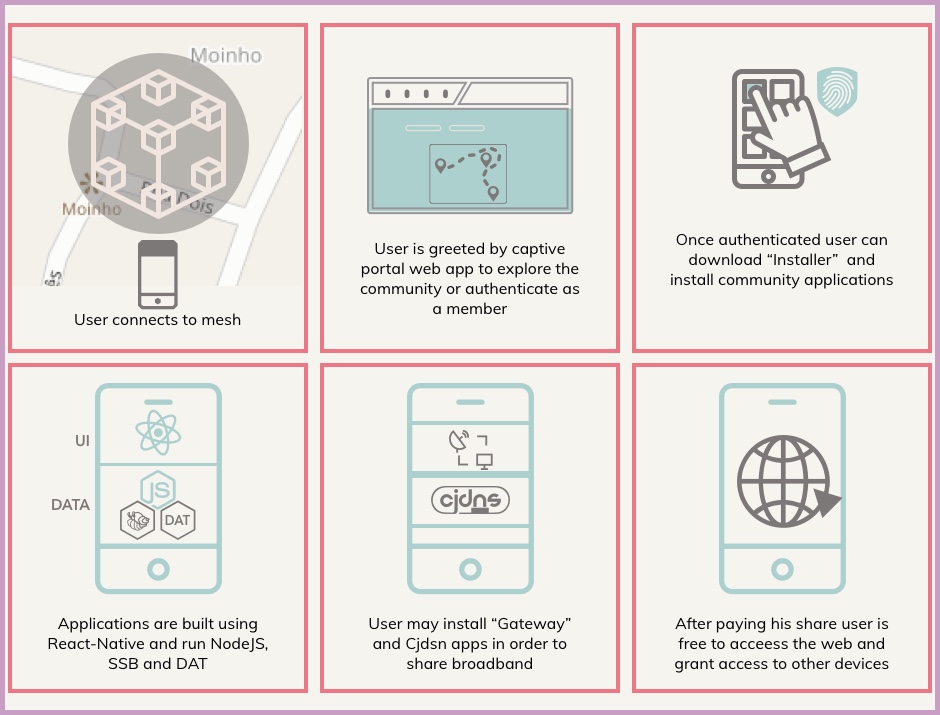 Moinho
Moinho
User connects to mesh
User is greeted by captive
portal web app to explore the
community or authenticate as
a member
Once authenticated user can
download “Installer” and
install community applications
UI
JS
DATA
DAT
Applications are built using
React-Native and run NodeJS,
SSB and DAT
cjdns
User may install “Gateway”
and Cjdsn apps in order to
share broadband
After paying his share user is
free to acceess the web and
grant access to other devices